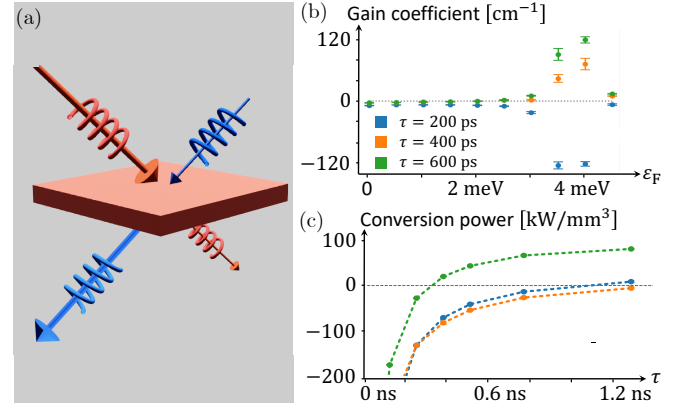 (a)
(b) Gain coefficient [cm⁻¹]
120
0
−120
τ = 200 ps
τ = 400 ps
τ = 600 ps
0 2 meV 4 meV ε_F
(c) Conversion power [kW/mm³]
100
0
−100
−200
0 ns 0.6 ns 1.2 ns τ